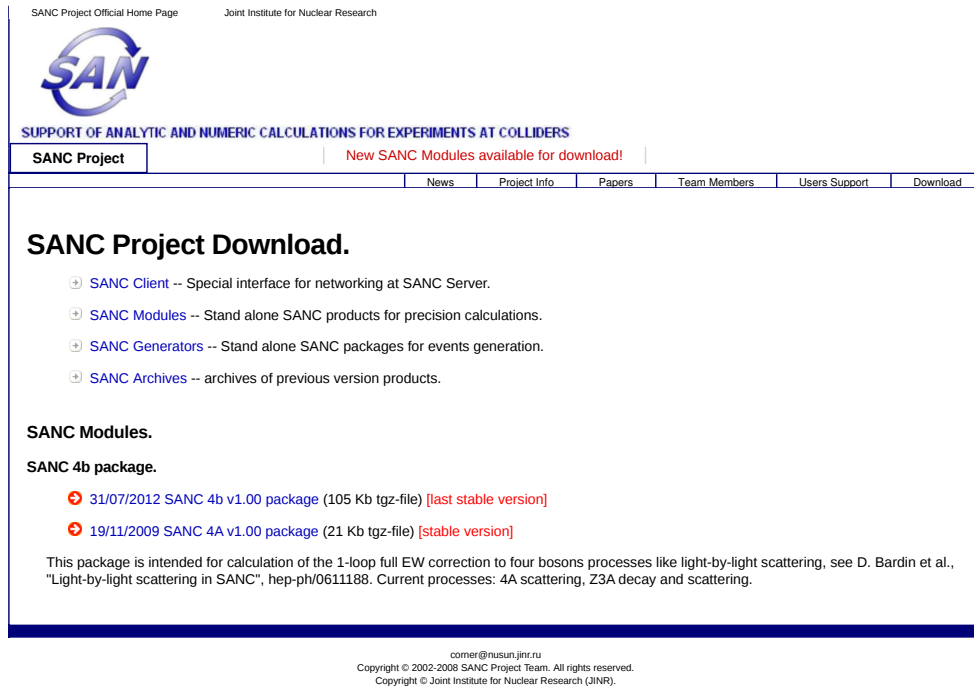 SANC Project Official Home Page Joint Institute for Nuclear Research
SAN
SUPPORT OF ANALYTIC AND NUMERIC CALCULATIONS FOR EXPERIMENTS AT COLLIDERS
SANC Project New SANC Modules available for download!
News Project Info Papers Team Members Users Support Download
SANC Project Download.
SANC Client -- Special interface for networking at SANC Server.
SANC Modules -- Stand alone SANC products for precision calculations.
SANC Generators -- Stand alone SANC packages for events generation.
SANC Archives -- archives of previous version products.
SANC Modules.
SANC 4b package.
31/07/2012 SANC 4b v1.00 package (105 Kb tgz-file) [last stable version]
19/11/2009 SANC 4A v1.00 package (21 Kb tgz-file) [stable version]
This package is intended for calculation of the 1-loop full EW correction to four bosons processes like light-by-light scattering, see D. Bardin et al.,
"Light-by-light scattering in SANC", hep-ph/0611188. Current processes: 4A scattering, Z3A decay and scattering.
corner@nusun.jinr.ru
Copyright © 2002-2008 SANC Project Team. All rights reserved.
Copyright © Joint Institute for Nuclear Research (JINR).